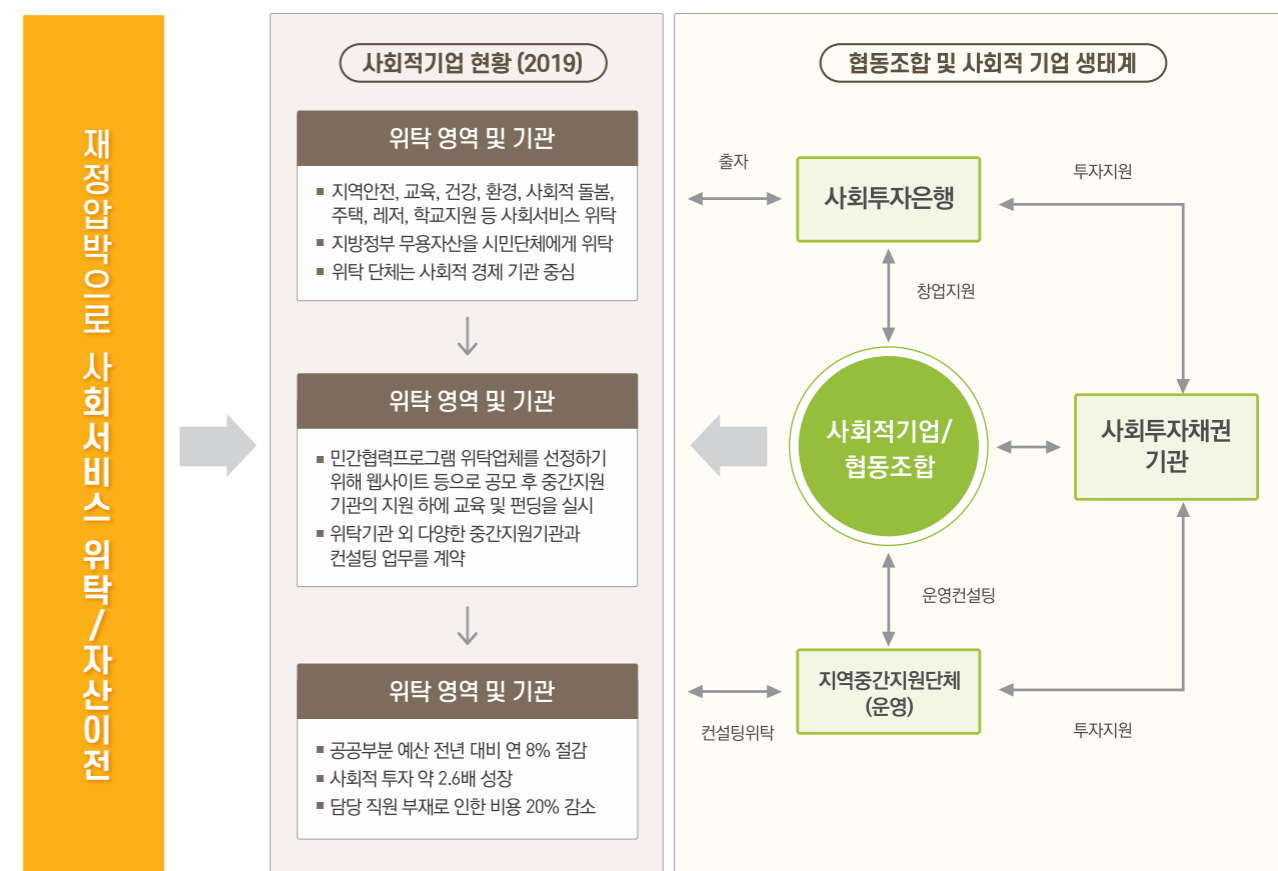 재정압박으로 사회서비스 위탁/자산이전
사회적기업 현황 (2019)
위탁 영역 및 기관
▪ 지역안전, 교육, 건강, 환경, 사회적 돌봄,
주택, 레저, 학교지원 등 사회서비스 위탁
▪ 지방정부 무용자산을 시민단체에게 위탁
▪ 위탁 단체는 사회적 경제 기관 중심
위탁 영역 및 기관
▪ 민간협력프로그램 위탁업체를 선정하기
위해 웹사이트 등으로 공모 후 중간지원
기관의 지원 하에 교육 및 펀딩을 실시
▪ 위탁기관 외 다양한 중간지원기관과
컨설팅 업무를 계약
위탁 영역 및 기관
▪ 공공부분 예산 전년 대비 연 8% 절감
▪ 사회적 투자 약 2.6배 성장
▪ 담당 직원 부재로 인한 비용 20% 감소
협동조합 및 사회적 기업 생태계
출자
사회투자은행
투자지원
창업지원
사회적기업/
협동조합
사회투자채권
기관
운영컨설팅
지역중간지원단체
(운영)
컨설팅위탁
투자지원